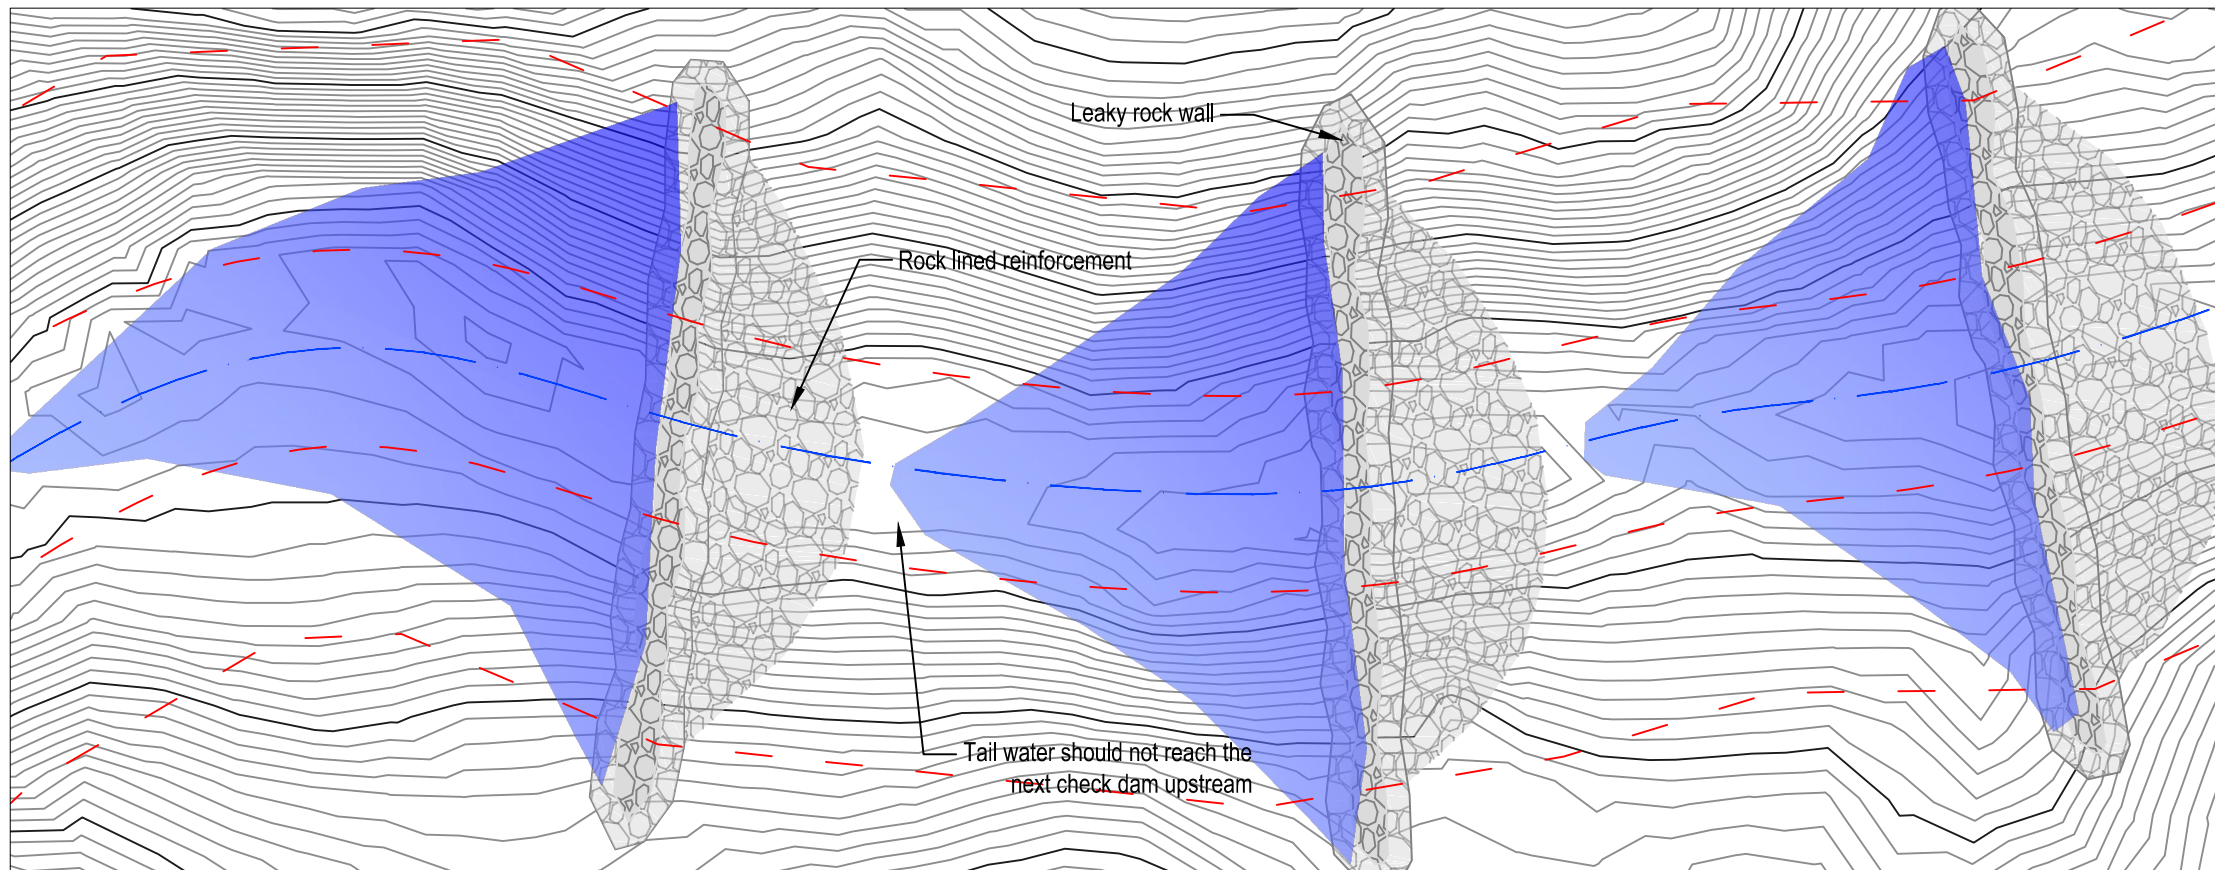 Leaky rock wall
Rock lined reinforcement
Tail water should not reach the
next check dam upstream